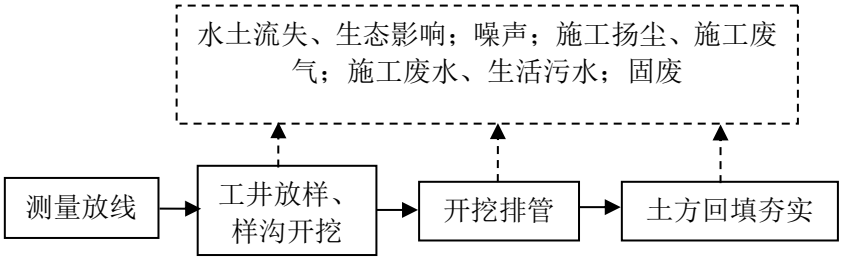 水土流失、生态影响；噪声；施工扬尘、施工废
气；施工废水、生活污水；固废
测量放线
工井放样、
样沟开挖
开挖排管
土方回填夯实